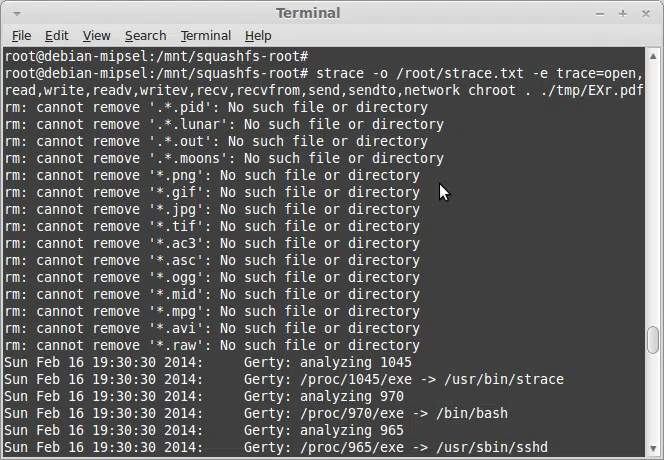 Terminal
File Edit View Search Terminal Help
root@debian-mipsel:/mnt/squashfs-root#
root@debian-mipsel:/mnt/squashfs-root# strace -o /root/strace.txt -e trace=open,
read,write,readv,writev,recv,recvfrom,send,sendto,network chroot . ./tmp/EXr.pdf
rm: cannot remove '.*.pid': No such file or directory
rm: cannot remove '.*.lunar': No such file or directory
rm: cannot remove '.*.out': No such file or directory
rm: cannot remove '.*.moons': No such file or directory
rm: cannot remove '*.png': No such file or directory
rm: cannot remove '*.gif': No such file or directory
rm: cannot remove '*.jpg': No such file or directory
rm: cannot remove '*.tif': No such file or directory
rm: cannot remove '*.ac3': No such file or directory
rm: cannot remove '*.asc': No such file or directory
rm: cannot remove '*.ogg': No such file or directory
rm: cannot remove '*.mid': No such file or directory
rm: cannot remove '*.mpg': No such file or directory
rm: cannot remove '*.avi': No such file or directory
rm: cannot remove '*.raw': No such file or directory
Sun Feb 16 19:30:30 2014:     Gerty: analyzing 1045
Sun Feb 16 19:30:30 2014:     Gerty: /proc/1045/exe -> /usr/bin/strace
Sun Feb 16 19:30:30 2014:     Gerty: analyzing 970
Sun Feb 16 19:30:30 2014:     Gerty: /proc/970/exe -> /bin/bash
Sun Feb 16 19:30:30 2014:     Gerty: analyzing 965
Sun Feb 16 19:30:30 2014:     Gerty: /proc/965/exe -> /usr/sbin/sshd